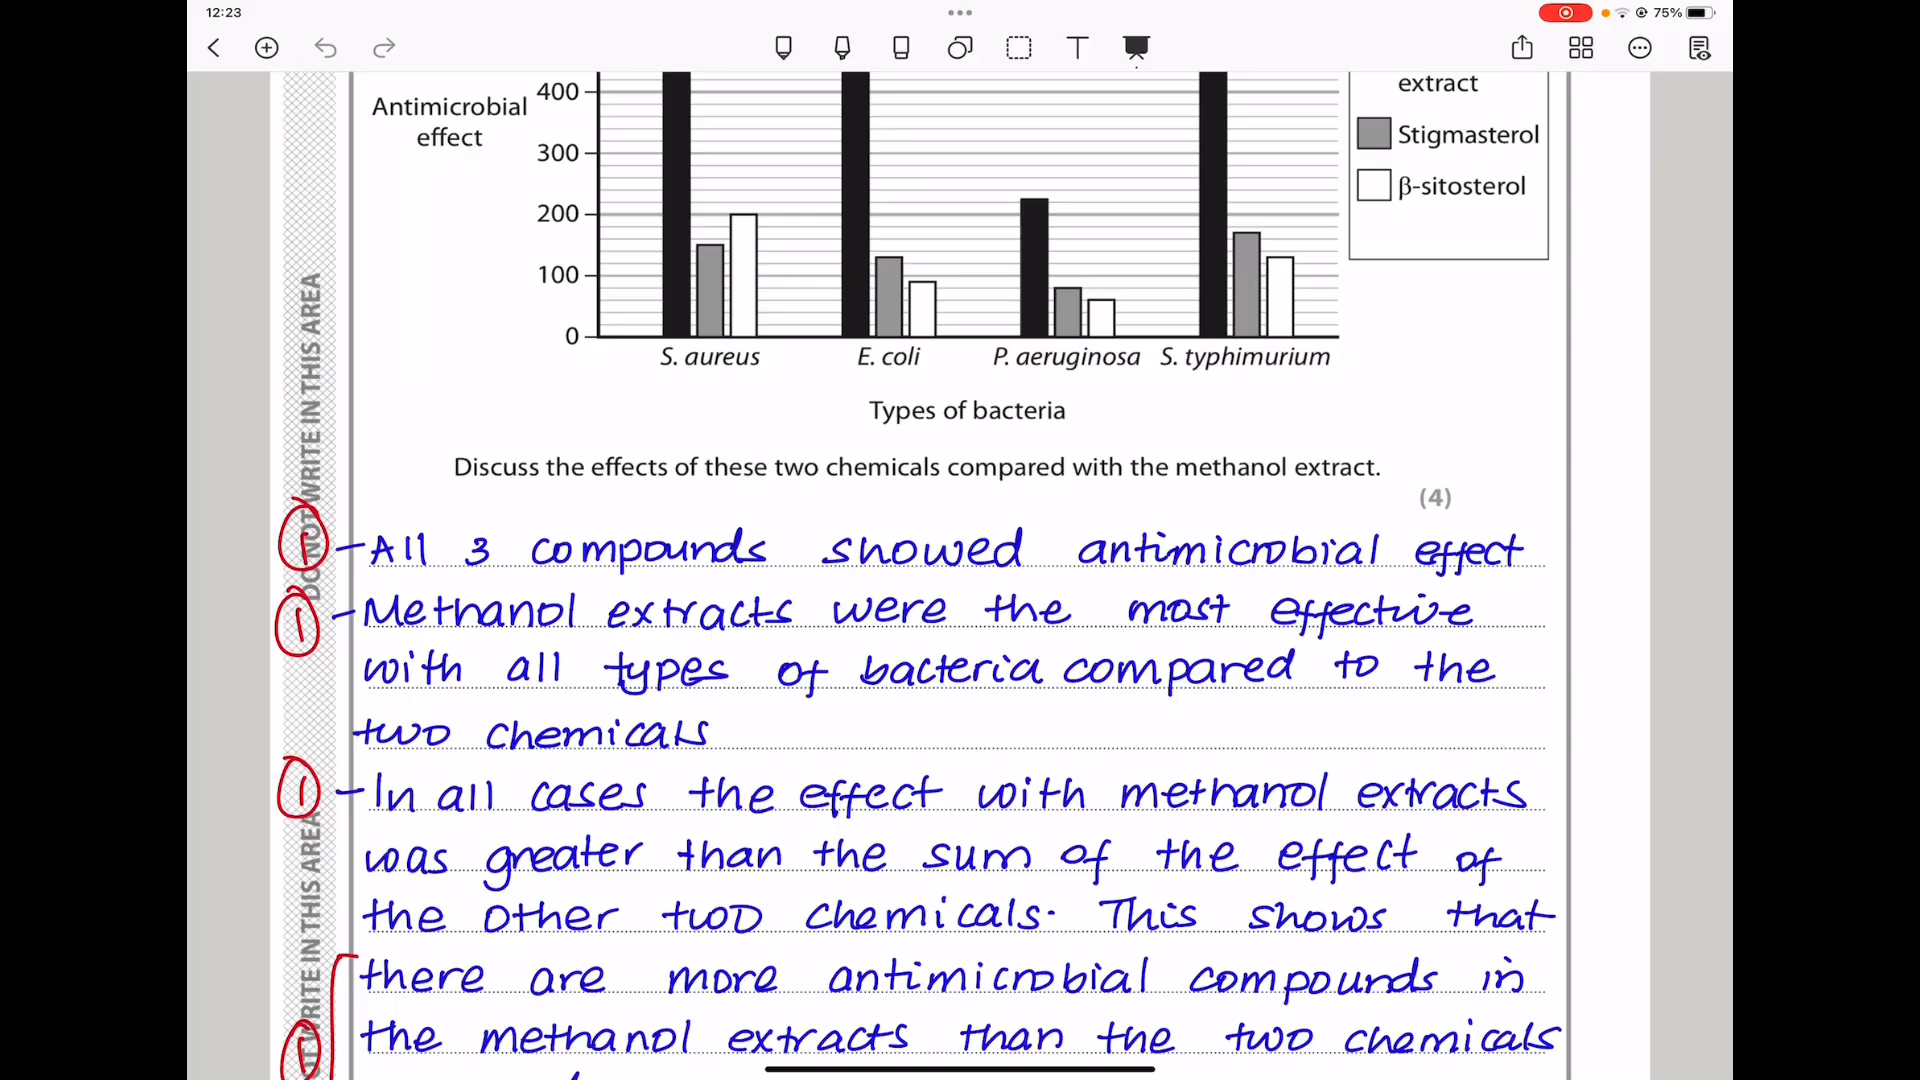 12:23
75%
extract
400
Antimicrobial
effect
Stigmasterol
300
β-sitosterol
200
100
0
S. aureus E. coli P. aeruginosa S. typhimurium
Types of bacteria
Discuss the effects of these two chemicals compared with the methanol extract.
(4)
DO NOT WRITE IN THIS AREA
① - All 3 compounds showed antimicrobial effect
① - Methanol extracts were the most effective
with all types of bacteria compared to the
two chemicals
① - In all cases the effect with methanol extracts
was greater than the sum of the effect of
the other two chemicals. This shows that
there are more antimicrobial compounds in
① the methanol extracts than the two chemicals
WRITE IN THIS AREA